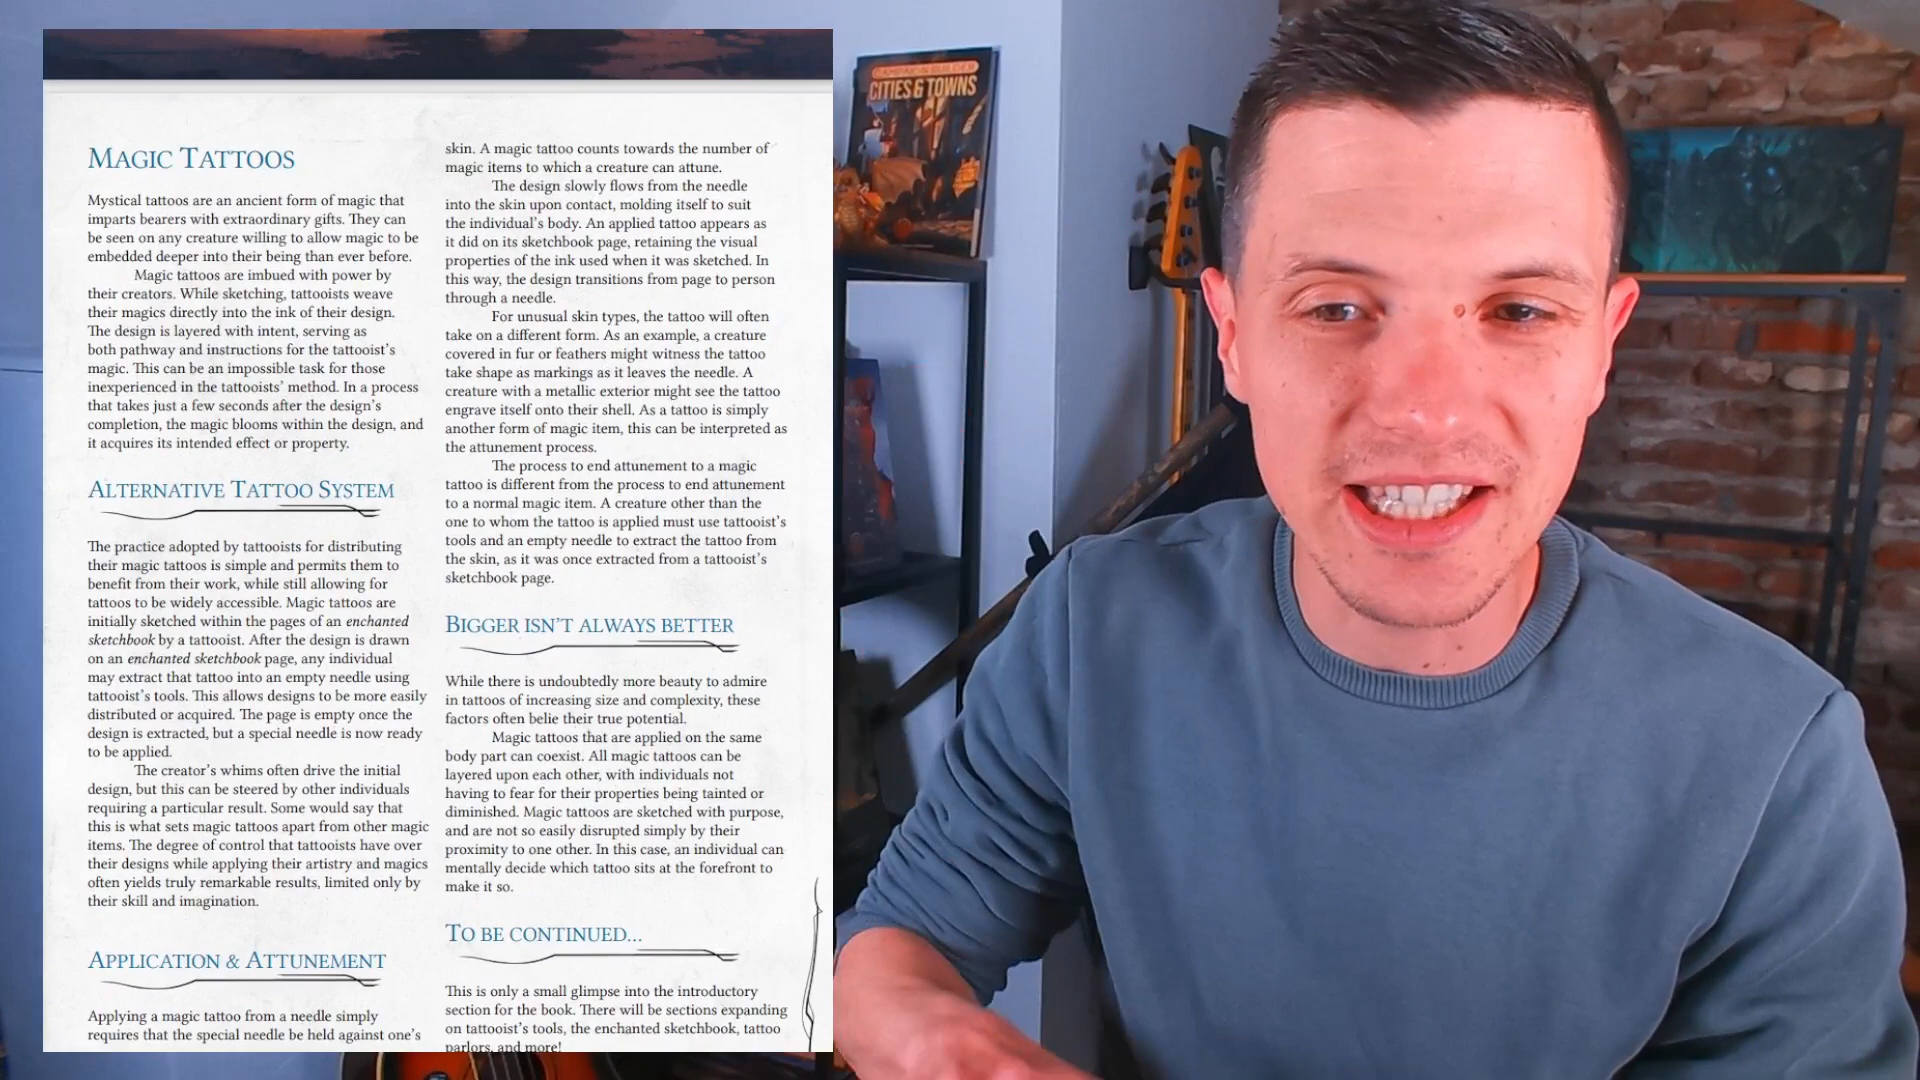 MAGIC TATTOOS
Mystical tattoos are an ancient form of magic that
imparts bearers with extraordinary gifts. They can
be seen on any creature willing to allow magic to be
embedded deeper into their being than ever before.
Magic tattoos are imbued with power by
their creators. While sketching, tattooists weave
their magics directly into the ink of their design.
The design is layered with intent, serving as
both pathway and instructions for the tattooist's
magic. This can be an impossible task for those
inexperienced in the tattooists' method. In a process
that takes just a few seconds after the design's
completion, the magic blooms within the design, and
it acquires its intended effect or property.
ALTERNATIVE TATTOO SYSTEM
The practice adopted by tattooists for distributing
their magic tattoos is simple and permits them to
benefit from their work, while still allowing for
tattoos to be widely accessible. Magic tattoos are
initially sketched within the pages of an enchanted
sketchbook by a tattooist. After the design is drawn
on an enchanted sketchbook page, any individual
may extract that tattoo into an empty needle using
tattooist's tools. This allows designs to be more easily
distributed or acquired. The page is empty once the
design is extracted, but a special needle is now ready
to be applied.
The creator's whims often drive the initial
design, but this can be steered by other individuals
requiring a particular result. Some would say that
this is what sets magic tattoos apart from other magic
items. The degree of control that tattooists have over
their designs while applying their artistry and magics
often yields truly remarkable results, limited only by
their skill and imagination.
APPLICATION & ATTUNEMENT
Applying a magic tattoo from a needle simply
requires that the special needle be held against one's
skin. A magic tattoo counts towards the number of
magic items to which a creature can attune.
The design slowly flows from the needle
into the skin upon contact, molding itself to suit
the individual's body. An applied tattoo appears as
it did on its sketchbook page, retaining the visual
properties of the ink used when it was sketched. In
this way, the design transitions from page to person
through a needle.
For unusual skin types, the tattoo will often
take on a different form. As an example, a creature
covered in fur or feathers might witness the tattoo
take shape as markings as it leaves the needle. A
creature with a metallic exterior might see the tattoo
engrave itself onto their shell. As a tattoo is simply
another form of magic item, this can be interpreted as
the attunement process.
The process to end attunement to a magic
tattoo is different from the process to end attunement
to a normal magic item. A creature other than the
one to whom the tattoo is applied must use tattooist's
tools and an empty needle to extract the tattoo from
the skin, as it was once extracted from a tattooist's
sketchbook page.
BIGGER ISN'T ALWAYS BETTER
While there is undoubtedly more beauty to admire
in tattoos of increasing size and complexity, these
factors often belie their true potential.
Magic tattoos that are applied on the same
body part can coexist. All magic tattoos can be
layered upon each other, with individuals not
having to fear for their properties being tainted or
diminished. Magic tattoos are sketched with purpose,
and are not so easily disrupted simply by their
proximity to one other. In this case, an individual can
mentally decide which tattoo sits at the forefront to
make it so.
TO BE CONTINUED...
This is only a small glimpse into the introductory
section for the book. There will be sections expanding
on tattooist's tools, the enchanted sketchbook, tattoo
parlors, and more!
CAMPAIGN BUILDER
CITIES & TOWNS